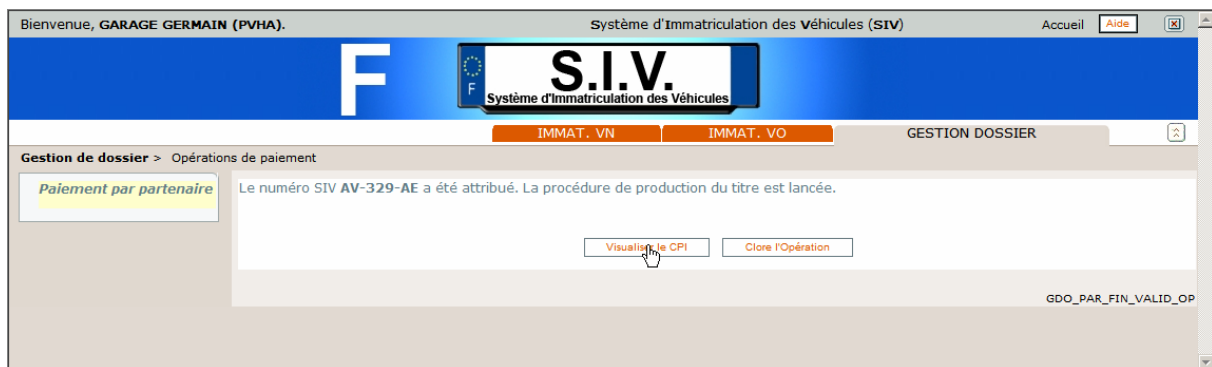 Bienvenue, GARAGE GERMAIN (PVHA). Système d'Immatriculation des Véhicules (SIV) Accueil Aide
F
F
S.I.V.
Système d'Immatriculation des Véhicules
IMMAT. VN IMMAT. VO GESTION DOSSIER
Gestion de dossier > Opérations de paiement
Paiement par partenaire
Le numéro SIV AV-329-AE a été attribué. La procédure de production du titre est lancée.
Visualiser le CPI Clore l'Opération
GDO_PAR_FIN_VALID_OP